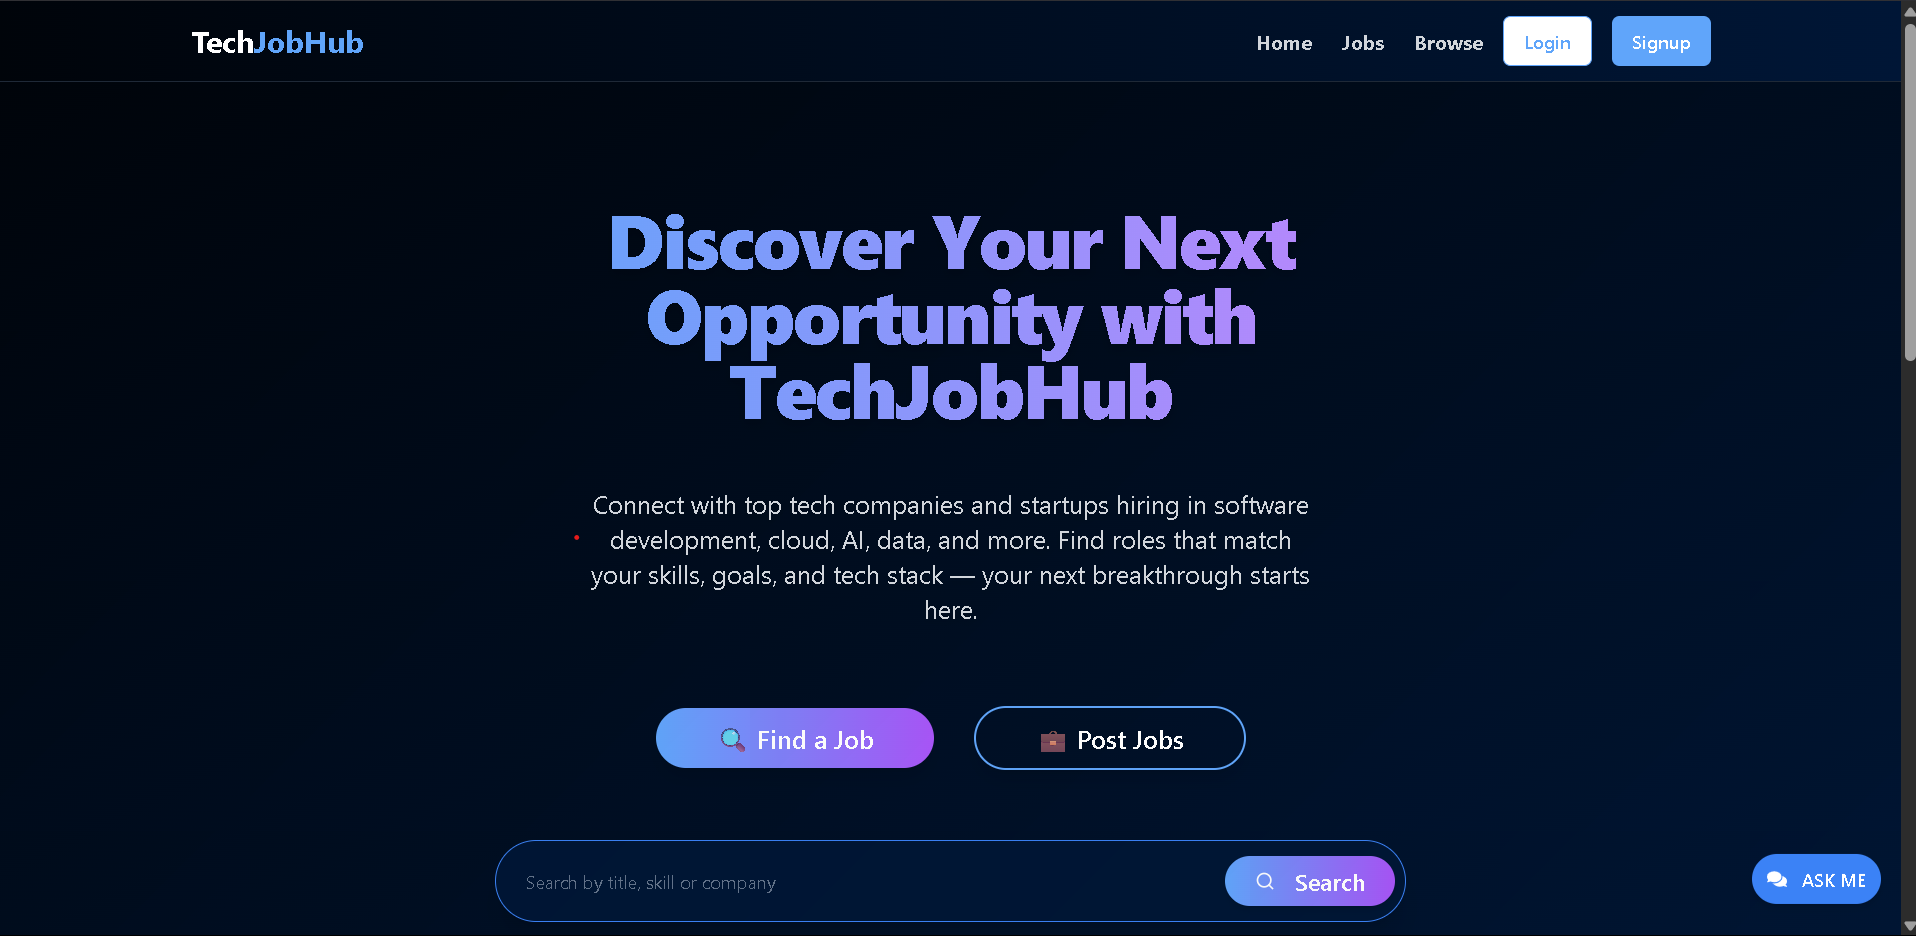 TechJobHub
Home
Jobs
Browse
Login
Signup
Discover Your Next
Opportunity with
TechJobHub
Connect with top tech companies and startups hiring in software
development, cloud, AI, data, and more. Find roles that match
your skills, goals, and tech stack — your next breakthrough starts
here.
Find a Job
Post Jobs
Search by title, skill or company
Search
ASK ME